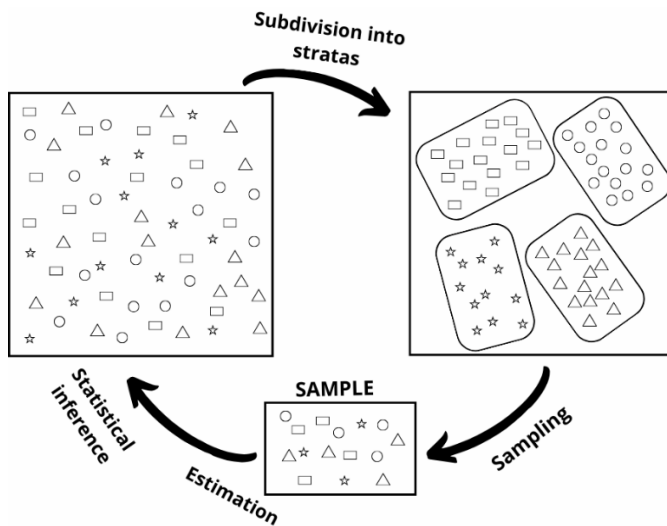 Subdivision into
stratas
SAMPLE
Sampling
Estimation
Statistical
inference